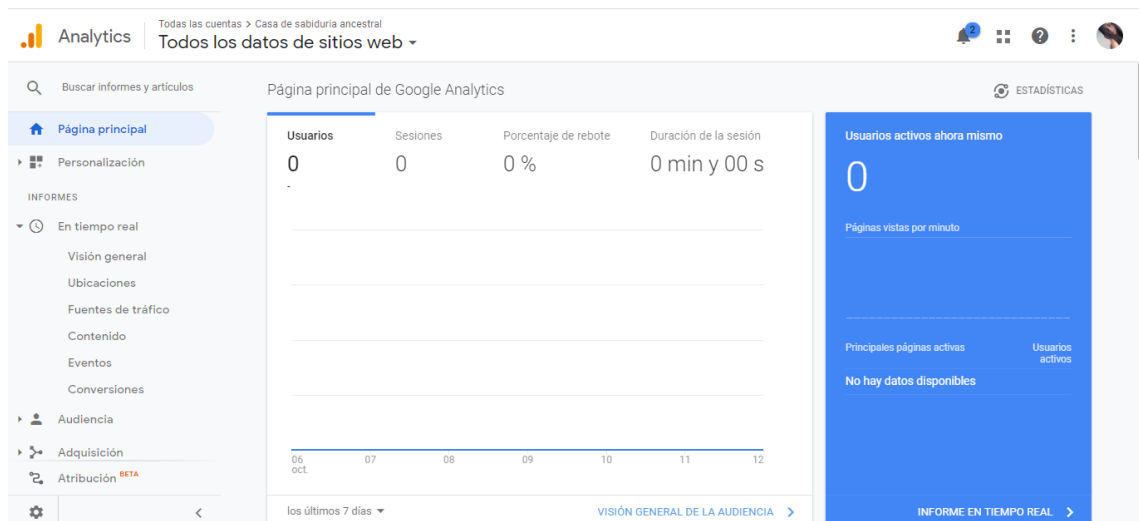 Analytics
Todas las cuentas > Casa de sabiduria ancestral
Todos los datos de sitios web
2
Buscar informes y artículos
Página principal
Personalización
INFORMES
En tiempo real
Visión general
Ubicaciones
Fuentes de tráfico
Contenido
Eventos
Conversiones
Audiencia
Adquisición
Atribución BETA
Página principal de Google Analytics
ESTADÍSTICAS
Usuarios
0
-
Sesiones
0
Porcentaje de rebote
0 %
Duración de la sesión
0 min y 00 s
06 07 08 09 10 11 12
oct.
los últimos 7 días
VISIÓN GENERAL DE LA AUDIENCIA
Usuarios activos ahora mismo
0
Páginas vistas por minuto
Principales páginas activas
Usuarios
activos
No hay datos disponibles
INFORME EN TIEMPO REAL